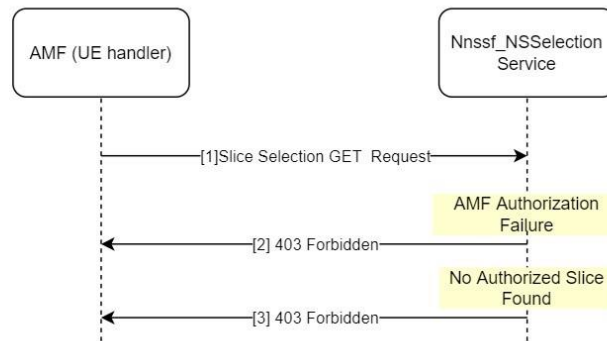 AMF (UE handler)
Nnssf_NSSelection
Service
[1]Slice Selection GET  Request
AMF Authorization
Failure
[2] 403 Forbidden
No Authorized Slice
Found
[3] 403 Forbidden